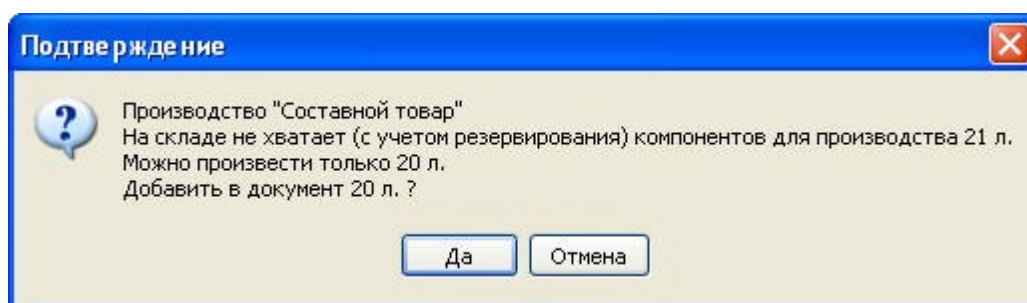 Подтверждение
Производство "Составной товар"
На складе не хватает (с учетом резервирования) компонентов для производства 21 л.
Можно произвести только 20 л.
Добавить в документ 20 л. ?
Да
Отмена